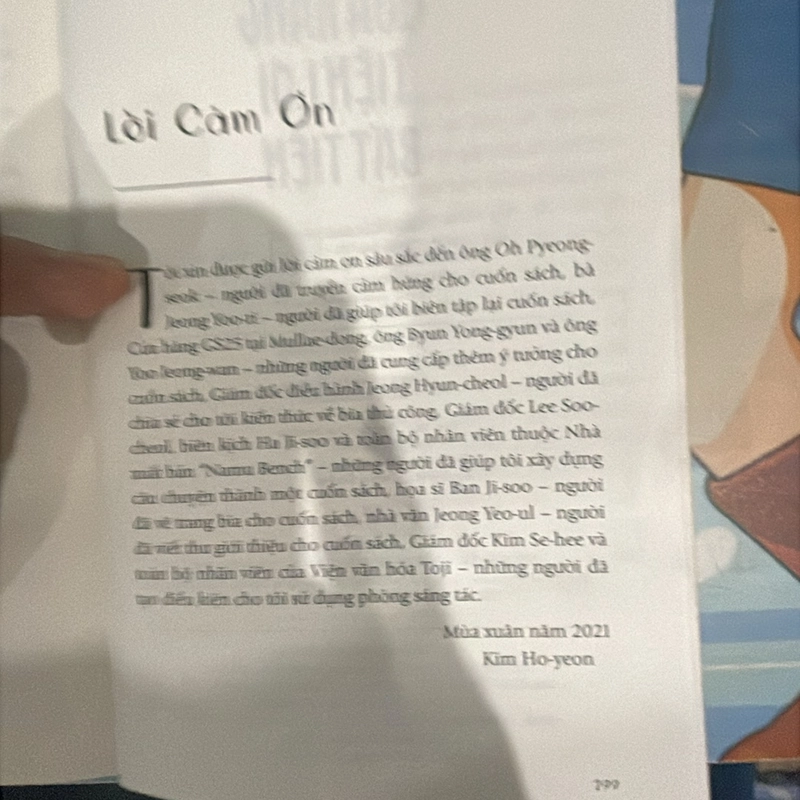 Lời Cảm Ơn
Tôi xin được gửi lời cảm ơn sâu sắc đến ông Oh Pyeong-
seok – người đã truyền cảm hứng cho cuốn sách, bà
Jeong Yoo-ri – người đã giúp tôi biên tập lại cuốn sách,
Cửa hàng GS25 tại Mullae-dong, ông Byun Yong-gyun và ông
Yoo Jeong-wan – những người đã cung cấp thêm ý tưởng cho
cuốn sách, Giám đốc điều hành Jeong Hyun-cheol – người đã
chia sẻ cho tôi kiến thức về bia thủ công, Giám đốc Lee Soo-
cheol, biên kịch Ha Ji-soo và toàn bộ nhân viên thuộc Nhà
xuất bản “Namu Bench” – những người đã giúp tôi xây dựng
câu chuyện thành một cuốn sách, họa sĩ Ban Ji-soo – người
đã vẽ trang bìa cho cuốn sách, nhà văn Jeong Yeo-ul – người
đã viết thư giới thiệu cho cuốn sách, Giám đốc Kim Se-hee và
toàn bộ nhân viên của Viện văn hóa Toji – những người đã
tạo điều kiện cho tôi sử dụng phòng sáng tác.
Mùa xuân năm 2021
Kim Ho-yeon
299